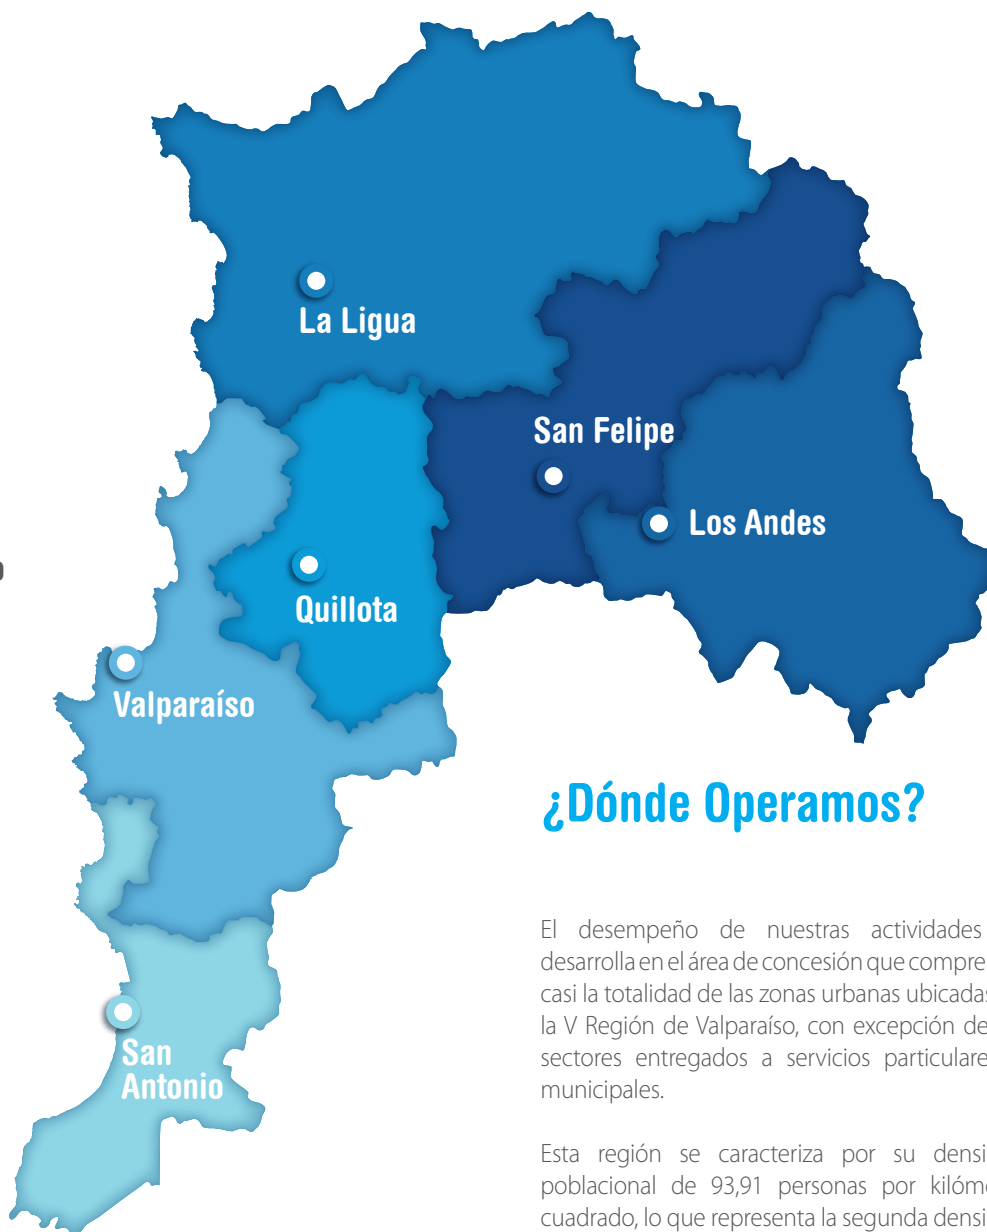 La Ligua
San Felipe
Los Andes
Quillota
Valparaíso
San
Antonio
¿Dónde Operamos?
El desempeño de nuestras actividades
desarrolla en el área de concesión que compre
casi la totalidad de las zonas urbanas ubicadas
la V Región de Valparaíso, con excepción de
sectores entregados a servicios particulare
municipales.
Esta región se caracteriza por su densi
poblacional de 93,91 personas por kilóme
cuadrado, lo que representa la segunda densi